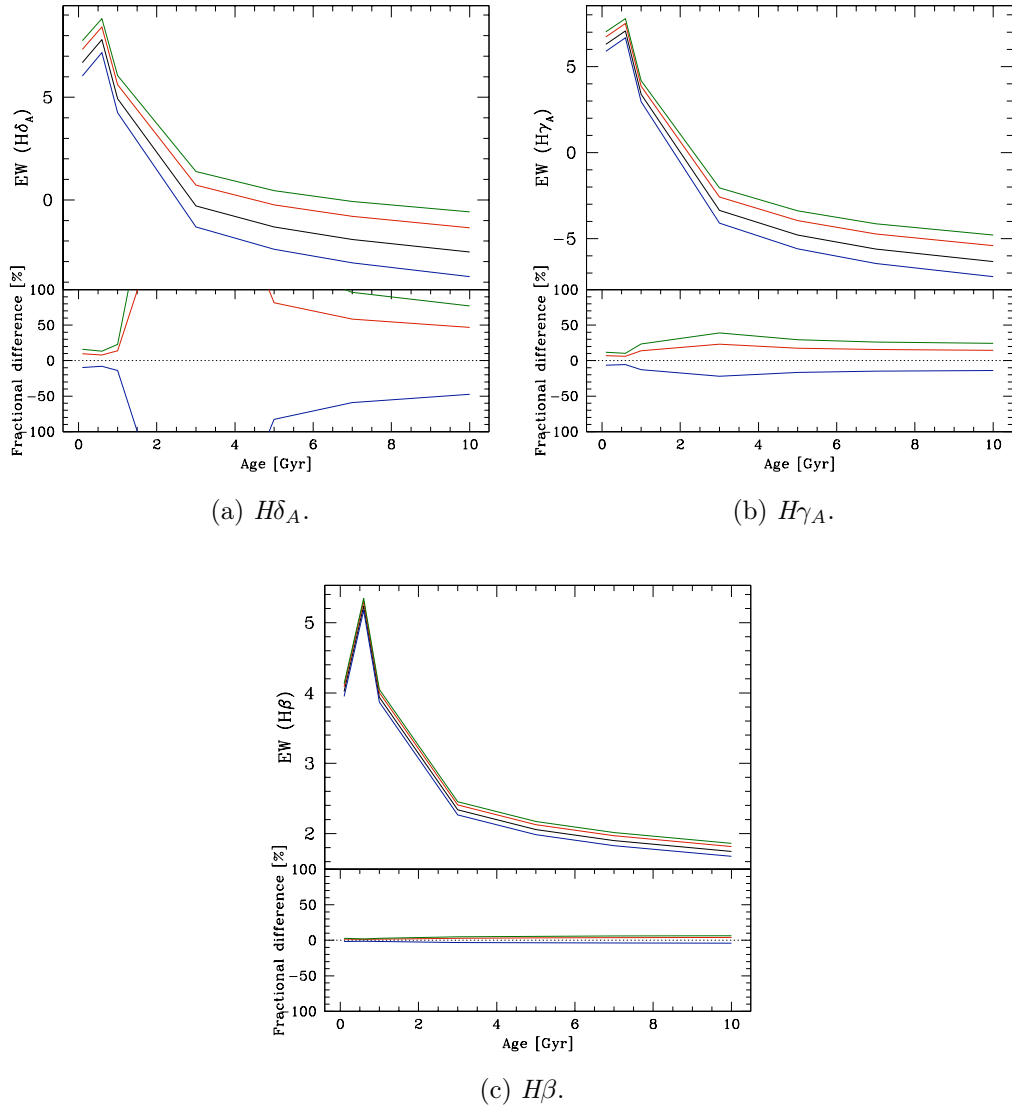 5
0
EW (Hδ_A)
100
50
0
−50
−100
Fractional difference [%]
0 2 4 6 8 10
Age [Gyr]
(a) Hδ_A.
5
0
−5
EW (Hγ_A)
100
50
0
−50
−100
Fractional difference [%]
0 2 4 6 8 10
Age [Gyr]
(b) Hγ_A.
5
4
3
2
EW (Hβ)
100
50
0
−50
−100
Fractional difference [%]
0 2 4 6 8 10
Age [Gyr]
(c) Hβ.